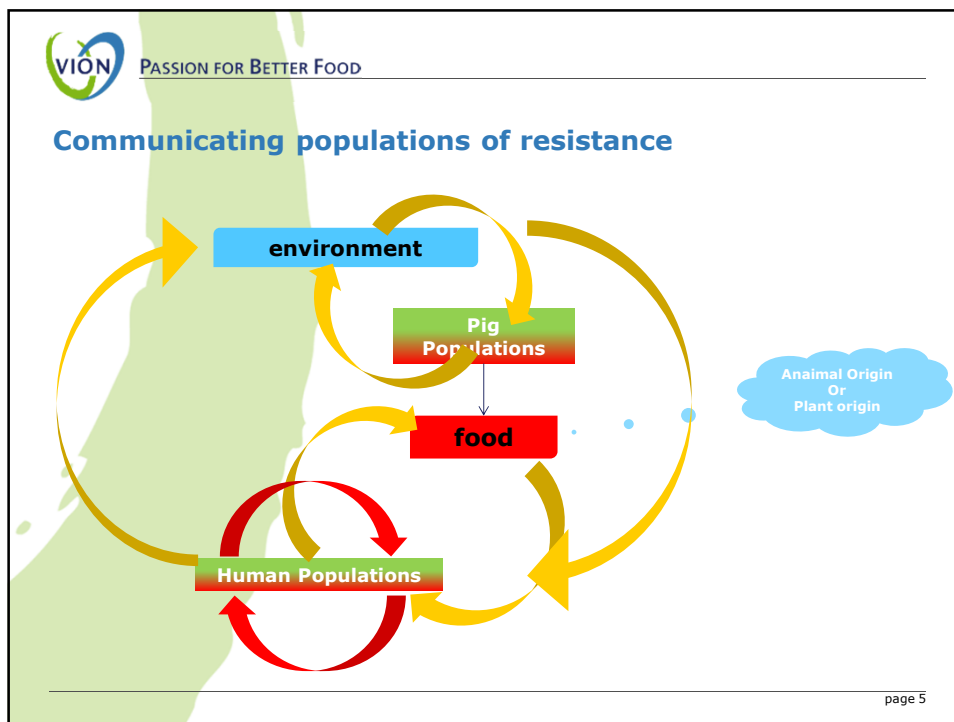 VION
PASSION FOR BETTER FOOD
Communicating populations of resistance
environment
Pig
Populations
Anaimal Origin
Or
Plant origin
food
Human Populations
page 5